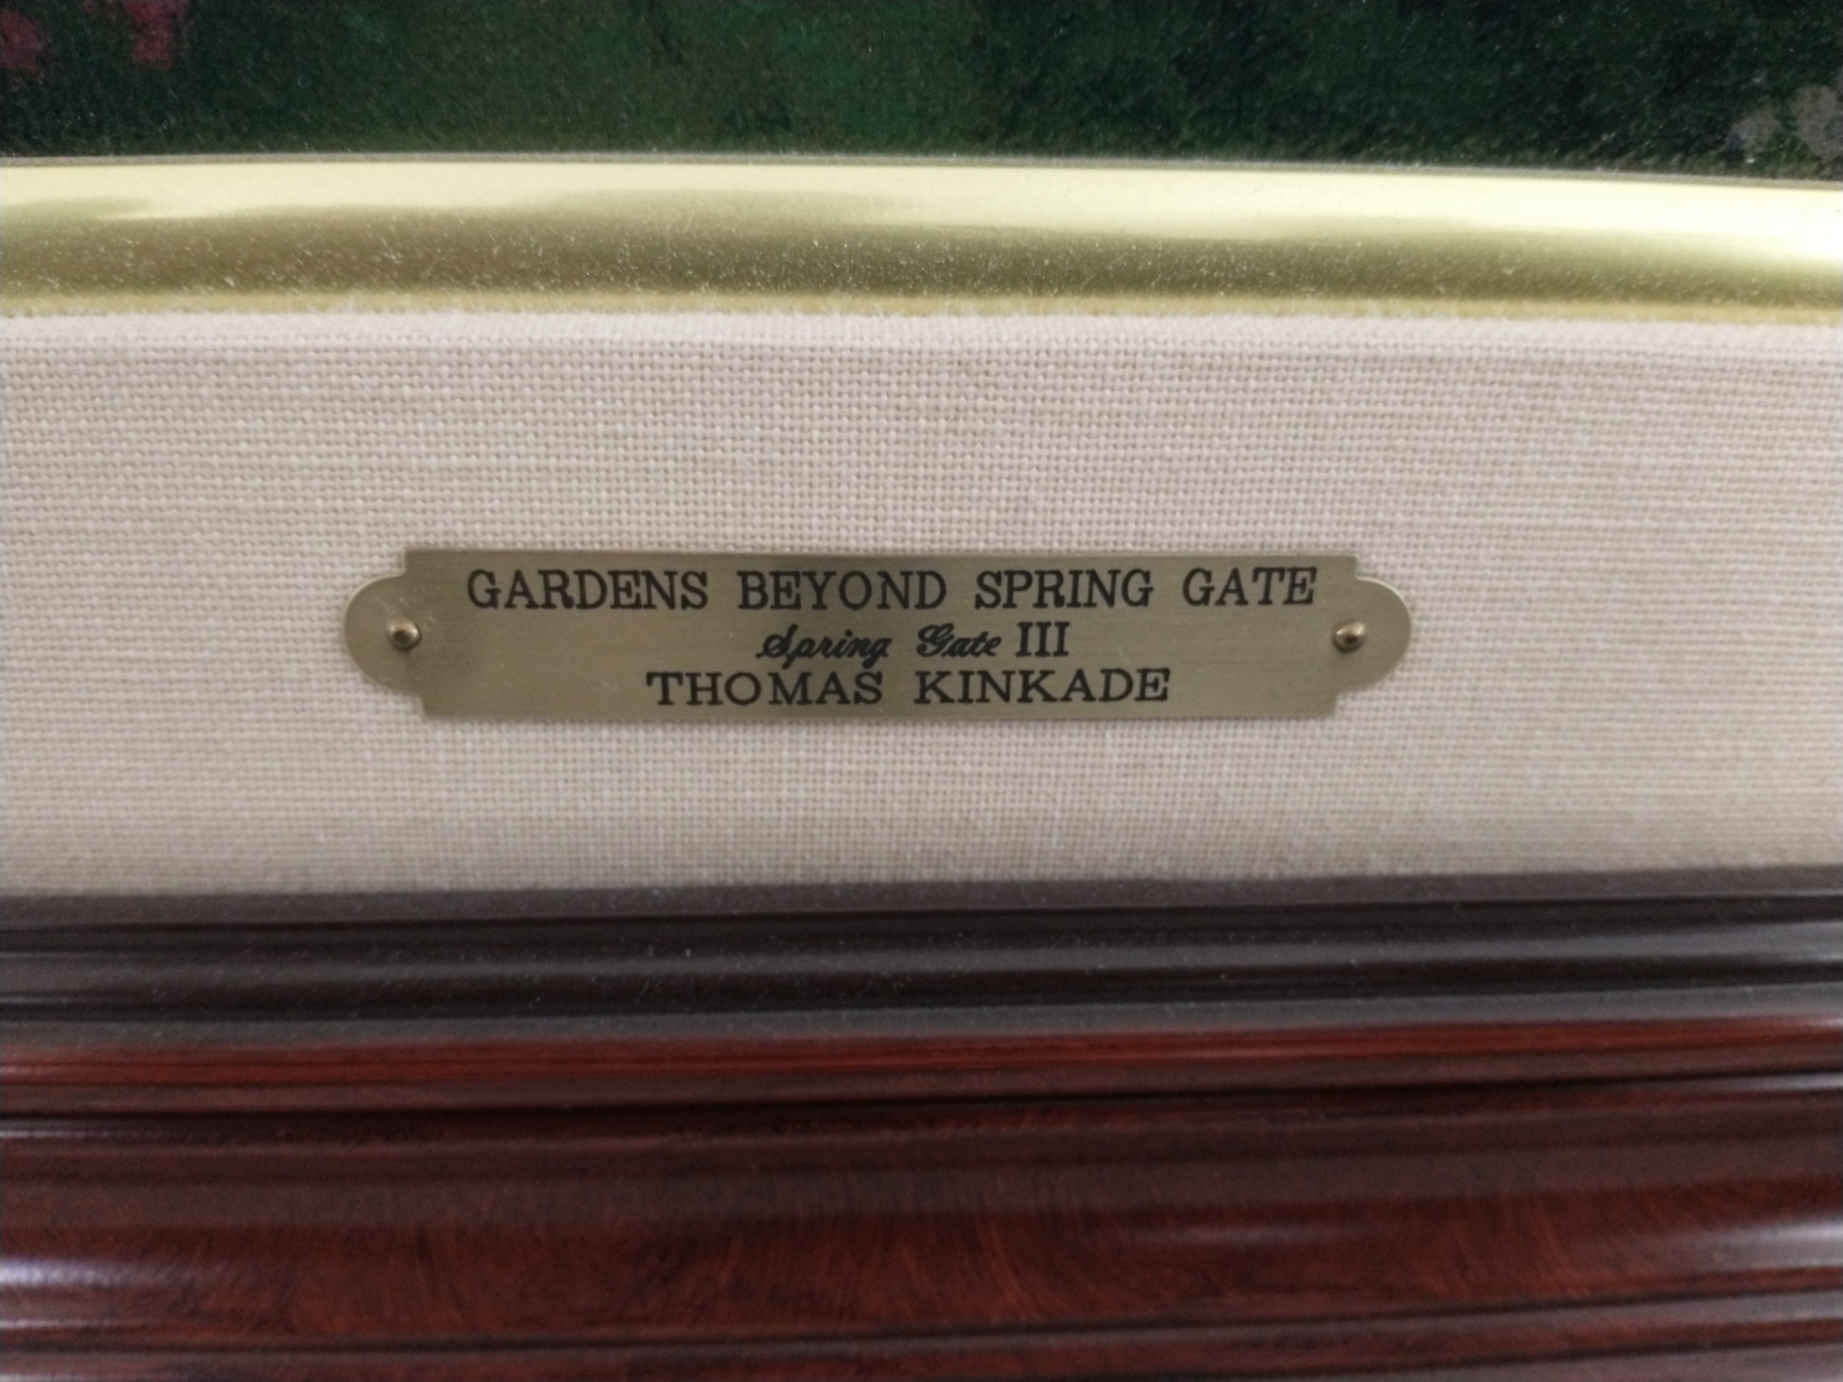 GARDENS BEYOND SPRING GATE
Spring Gate III
THOMAS KINKADE